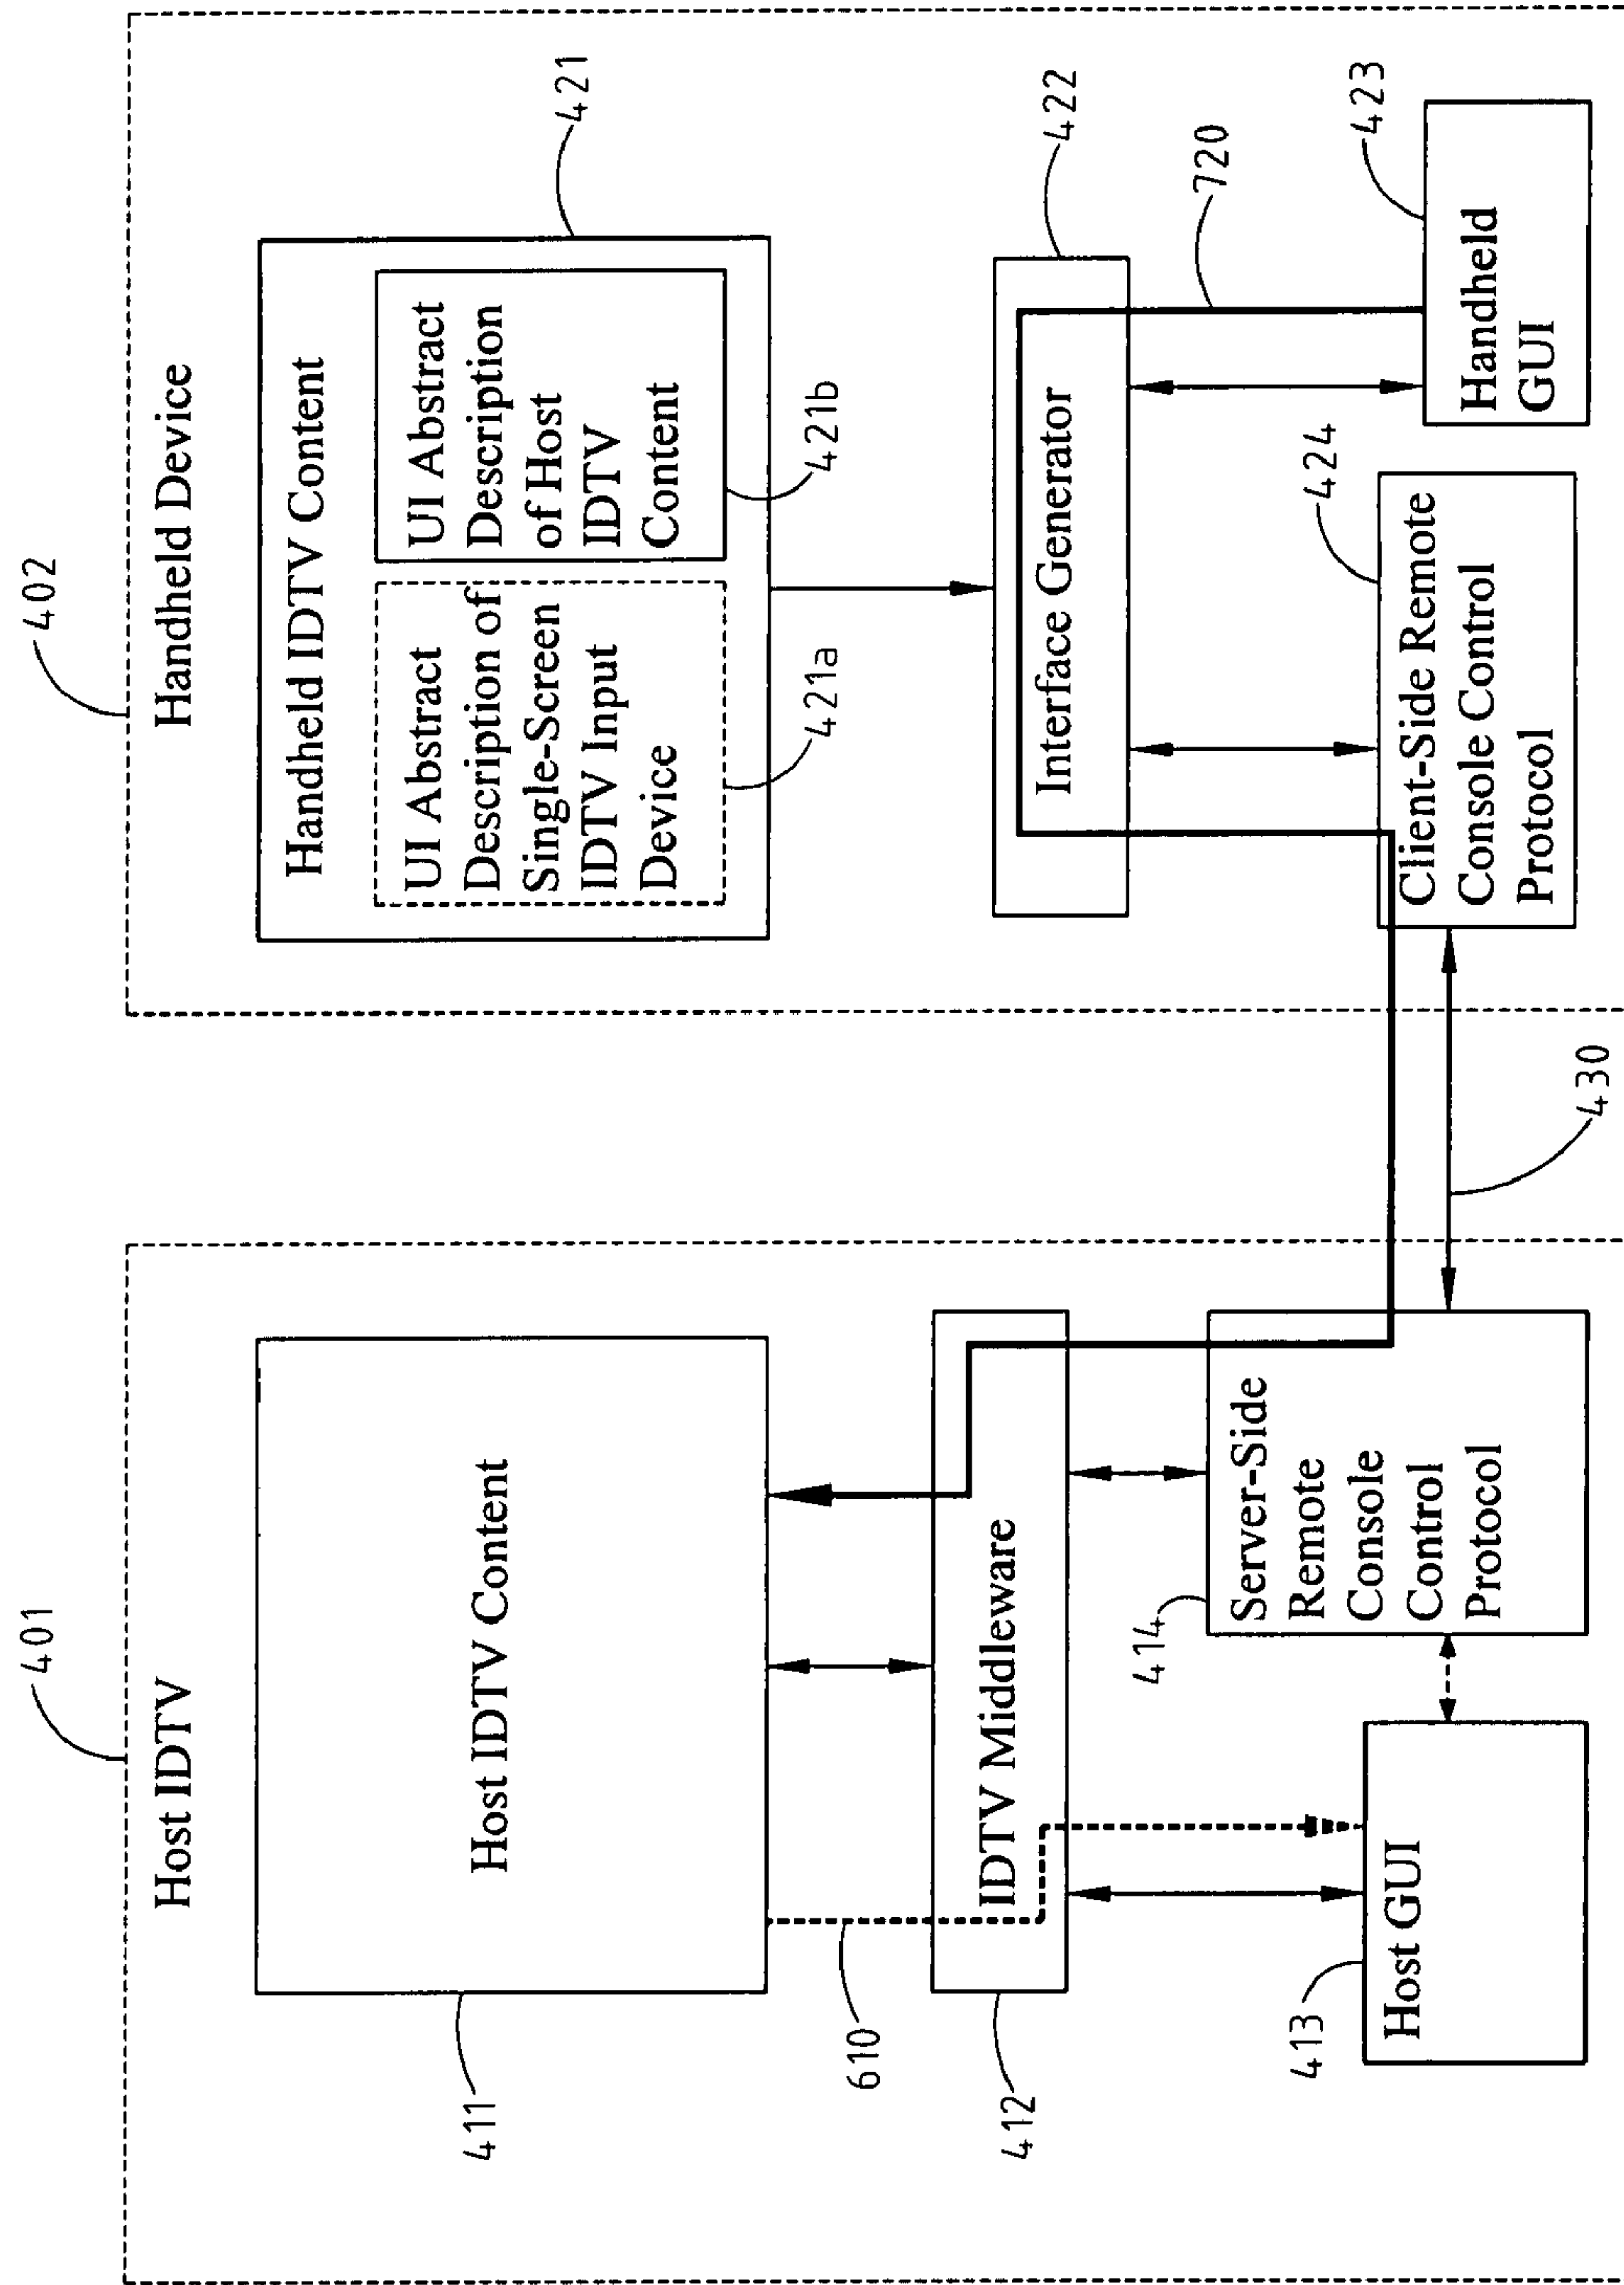 401
Host IDTV
Host IDTV Content
411
610
IDTV Middleware
412
Server-Side
Remote
Console
Control
Protocol
414
Host GUI
413
430
402
Handheld Device
Handheld IDTV Content
421
UI Abstract
Description of
Single-Screen
IDTV Input
Device
421a
UI Abstract
Description
of Host
IDTV
Content
421b
Interface Generator
422
720
Client-Side Remote
Console Control
Protocol
424
Handheld
GUI
423